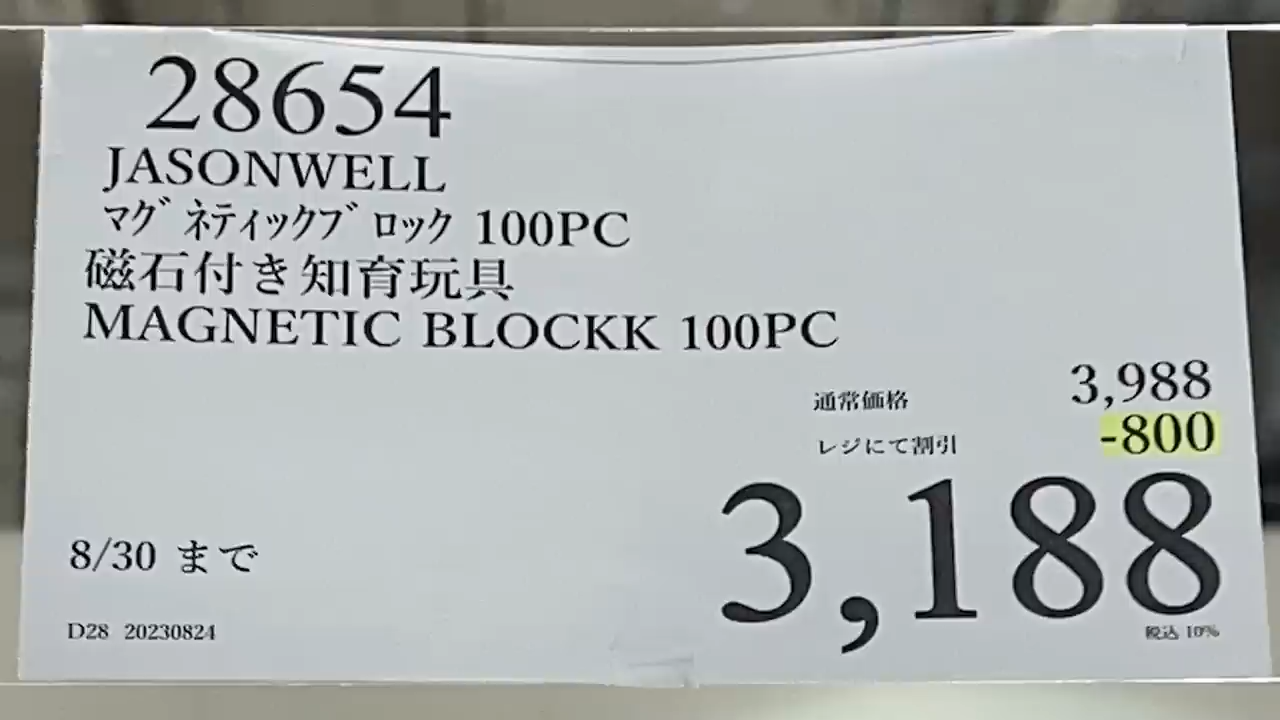 28654
JASONWELL
ﾏｸﾞﾈﾃｨｯｸﾌﾞﾛｯｸ 100PC
磁石付き知育玩具
MAGNETIC BLOCKK 100PC
通常価格 3,988
レジにて割引 -800
3,188
税込 10%
8/30 まで
D28 20230824